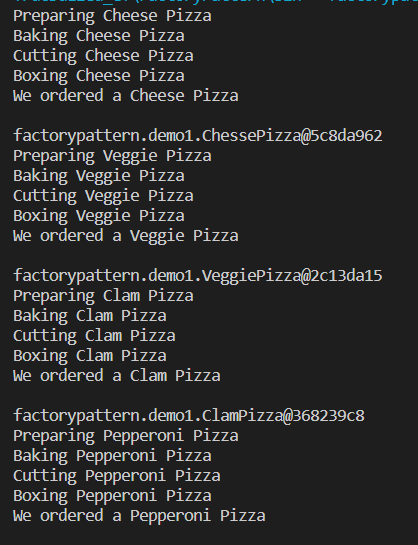 Preparing Cheese Pizza
Baking Cheese Pizza
Cutting Cheese Pizza
Boxing Cheese Pizza
We ordered a Cheese Pizza
factorypattern.demo1.ChessePizza@5c8da962
Preparing Veggie Pizza
Baking Veggie Pizza
Cutting Veggie Pizza
Boxing Veggie Pizza
We ordered a Veggie Pizza
factorypattern.demo1.VeggiePizza@2c13da15
Preparing Clam Pizza
Baking Clam Pizza
Cutting Clam Pizza
Boxing Clam Pizza
We ordered a Clam Pizza
factorypattern.demo1.ClamPizza@368239c8
Preparing Pepperoni Pizza
Baking Pepperoni Pizza
Cutting Pepperoni Pizza
Boxing Pepperoni Pizza
We ordered a Pepperoni Pizza